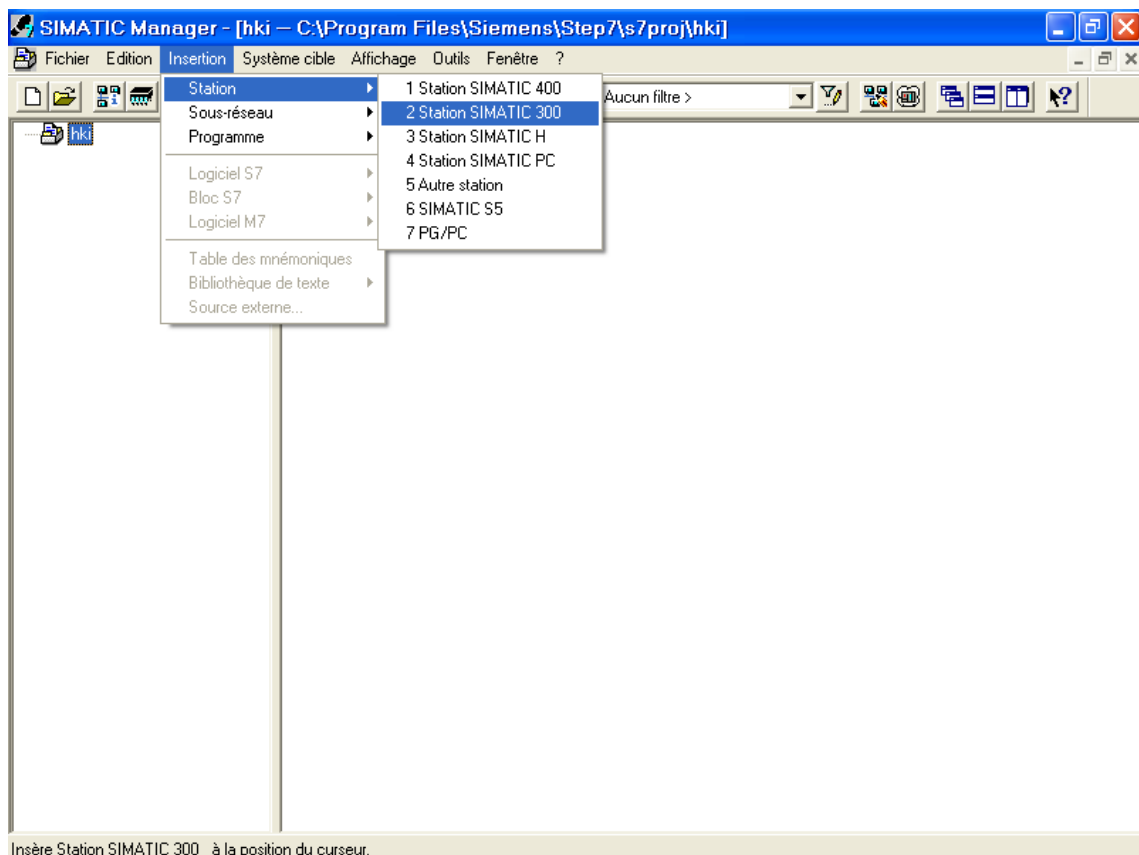 SIMATIC Manager - [hki -- C:\Program Files\Siemens\Step7\s7proj\hki]
Fichier Edition Insertion Système cible Affichage Outils Fenêtre ?
Aucun filtre >
hki
Station
Sous-réseau
Programme
Logiciel S7
Bloc S7
Logiciel M7
Table des mnémoniques
Bibliothèque de texte
Source externe...
1 Station SIMATIC 400
2 Station SIMATIC 300
3 Station SIMATIC H
4 Station SIMATIC PC
5 Autre station
6 SIMATIC S5
7 PG/PC
Insère Station SIMATIC 300 à la position du curseur.